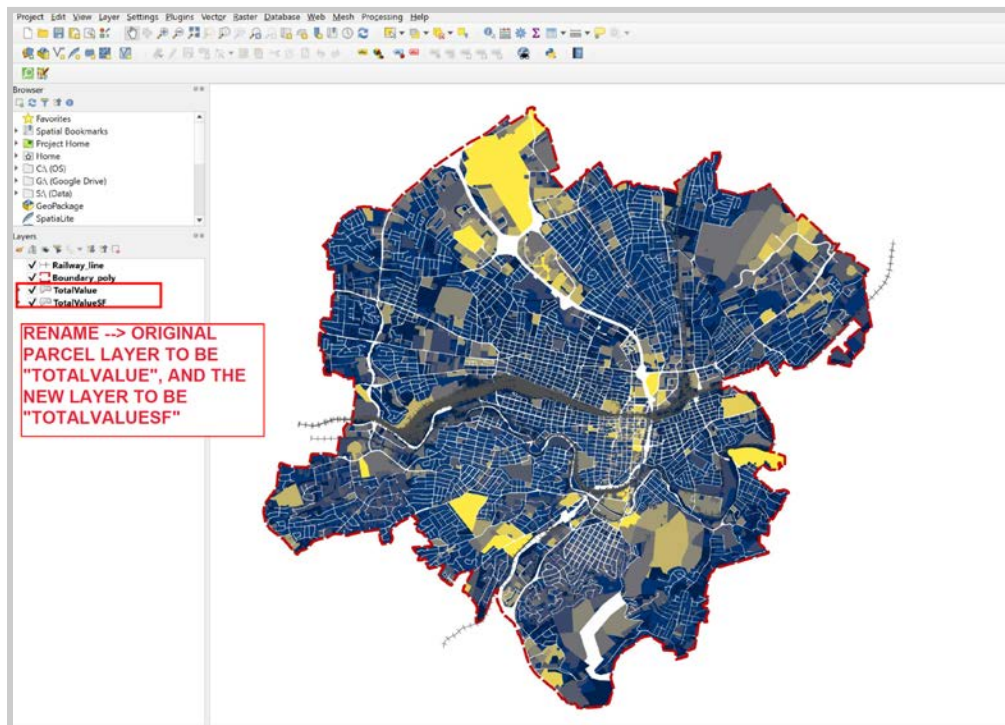 Project Edit View Layer Settings Plugins Vector Raster Database Web Mesh Processing Help
Browser
Favorites
Spatial Bookmarks
Project Home
Home
C:\ (OS)
G:\ (Google Drive)
S:\ (Data)
GeoPackage
SpatiaLite
Layers
Railway_line
Boundary_poly
TotalValue
TotalValueSF
RENAME --> ORIGINAL
PARCEL LAYER TO BE
"TOTALVALUE", AND THE
NEW LAYER TO BE
"TOTALVALUESF"